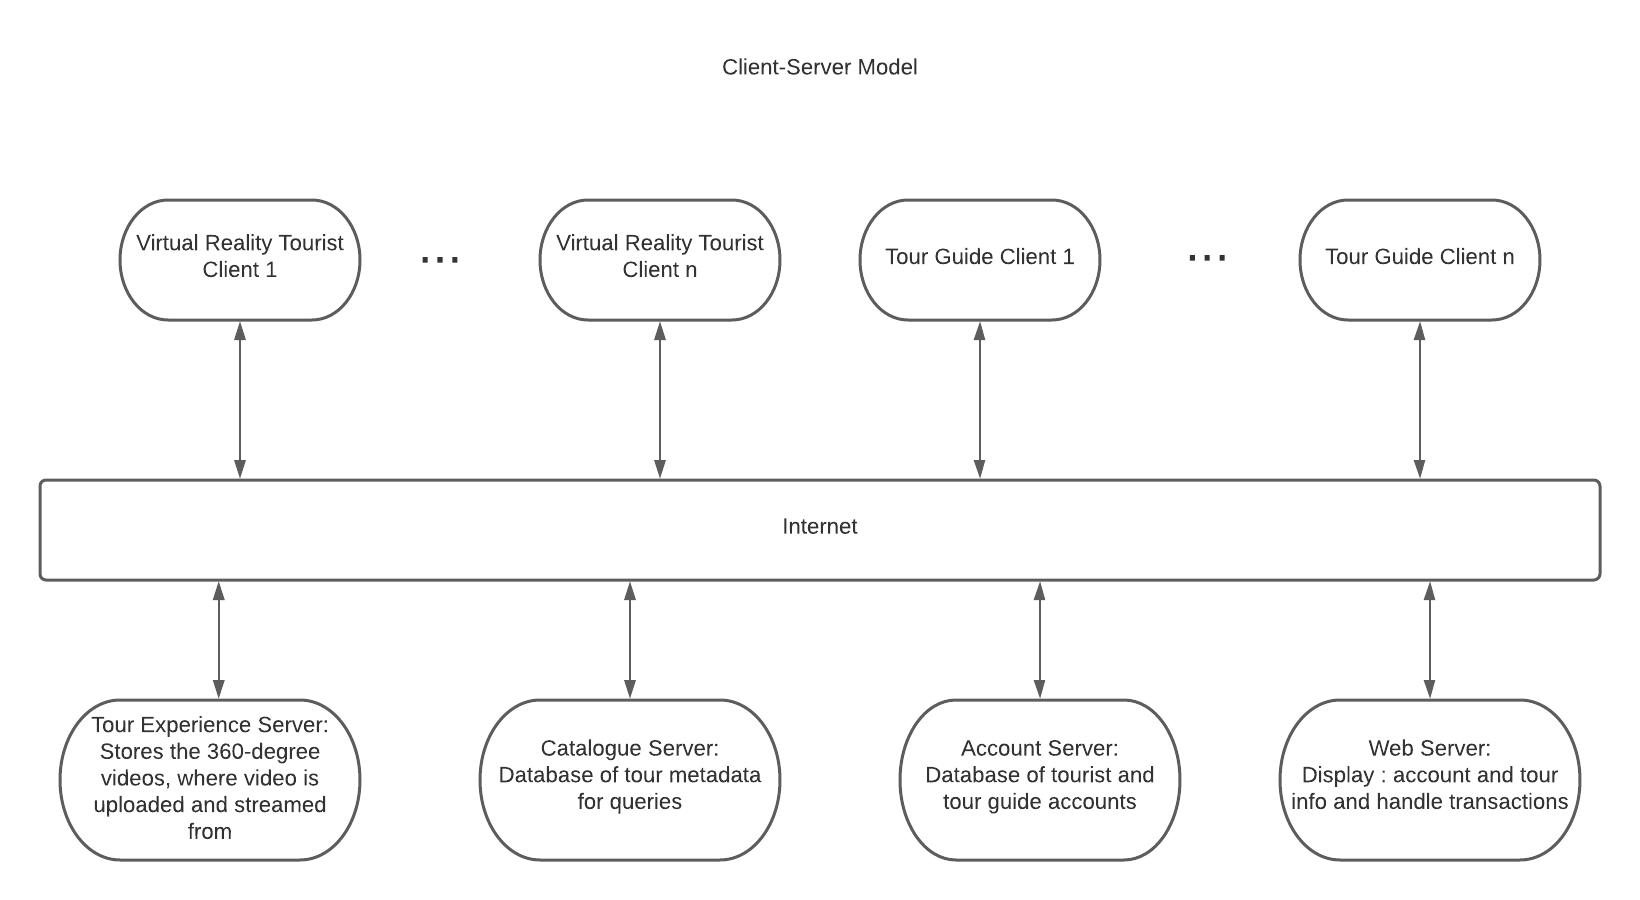 Client-Server Model
Virtual Reality Tourist
Client 1
...
Virtual Reality Tourist
Client n
Tour Guide Client 1
...
Tour Guide Client n
Internet
Tour Experience Server:
Stores the 360-degree
videos, where video is
uploaded and streamed
from
Catalogue Server:
Database of tour metadata
for queries
Account Server:
Database of tourist and
tour guide accounts
Web Server:
Display : account and tour
info and handle transactions